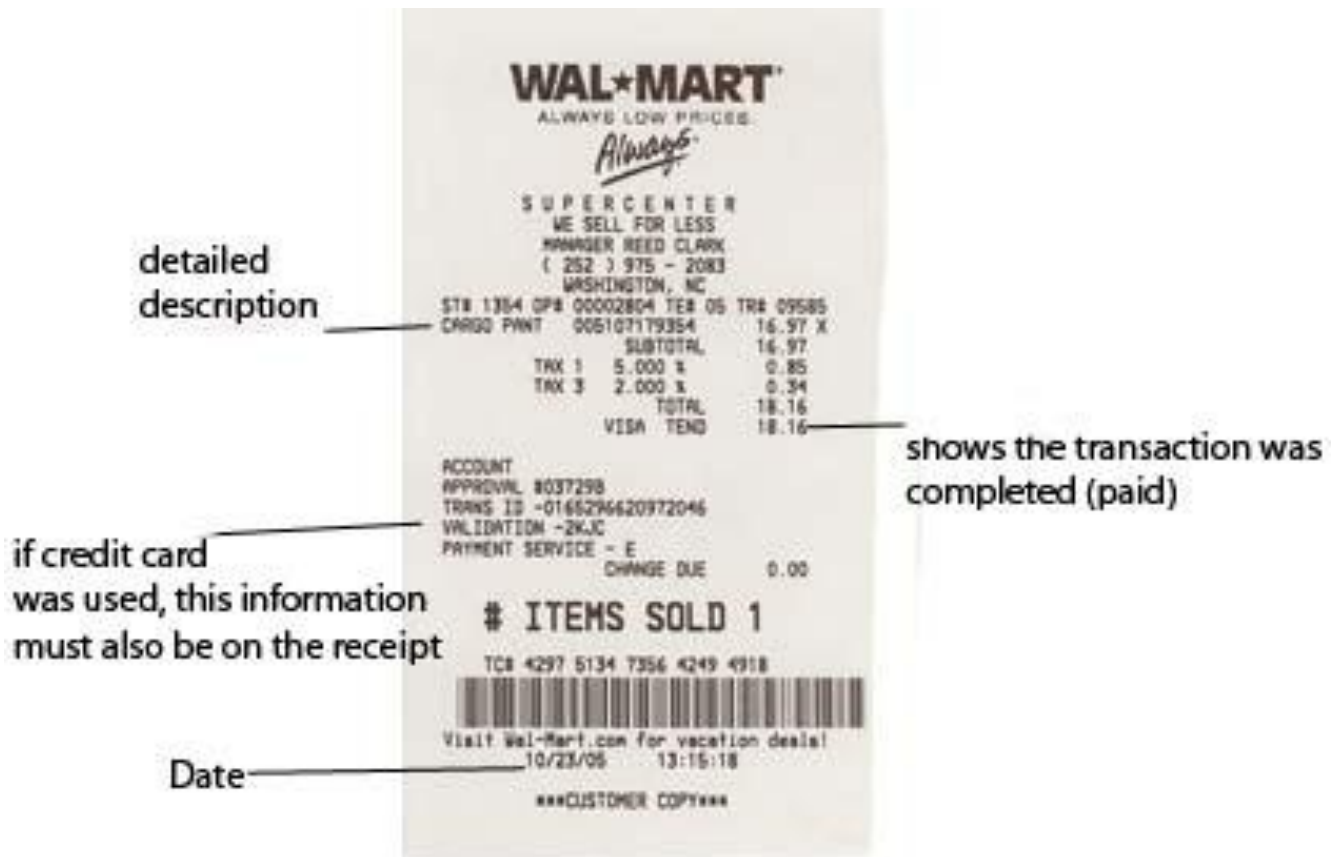 WAL★MART
ALWAYS LOW PRICES.
Always.
SUPERCENTER
WE SELL FOR LESS
MANAGER REED CLARK
( 252 ) 975 - 2083
WASHINGTON, NC
ST# 1354 OP# 00002804 TE# 05 TR# 09585
CARGO PANT 005107179354 16.97 X
SUBTOTAL 16.97
TAX 1 5.000 % 0.85
TAX 3 2.000 % 0.34
TOTAL 18.16
VISA TEND 18.16
ACCOUNT
APPROVAL #037298
TRANS ID -0165296620972046
VALIDATION -2KJC
PAYMENT SERVICE - E
CHANGE DUE 0.00
# ITEMS SOLD 1
TC# 4297 5134 7356 4249 4918
Visit Wal-Mart.com for vacation deals!
10/23/05 13:15:18
***CUSTOMER COPY***
detailed
description
shows the transaction was
completed (paid)
if credit card
was used, this information
must also be on the receipt
Date